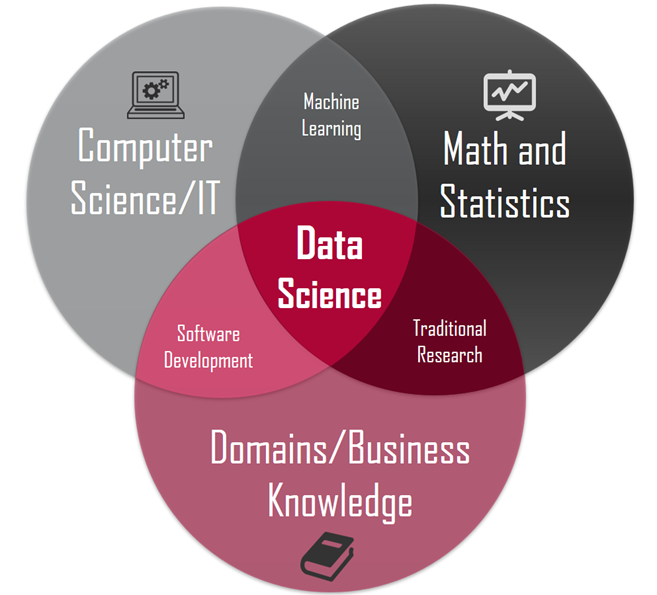 Machine
Learning
Computer
Science/IT
Math and
Statistics
Data
Science
Software
Development
Traditional
Research
Domains/Business
Knowledge